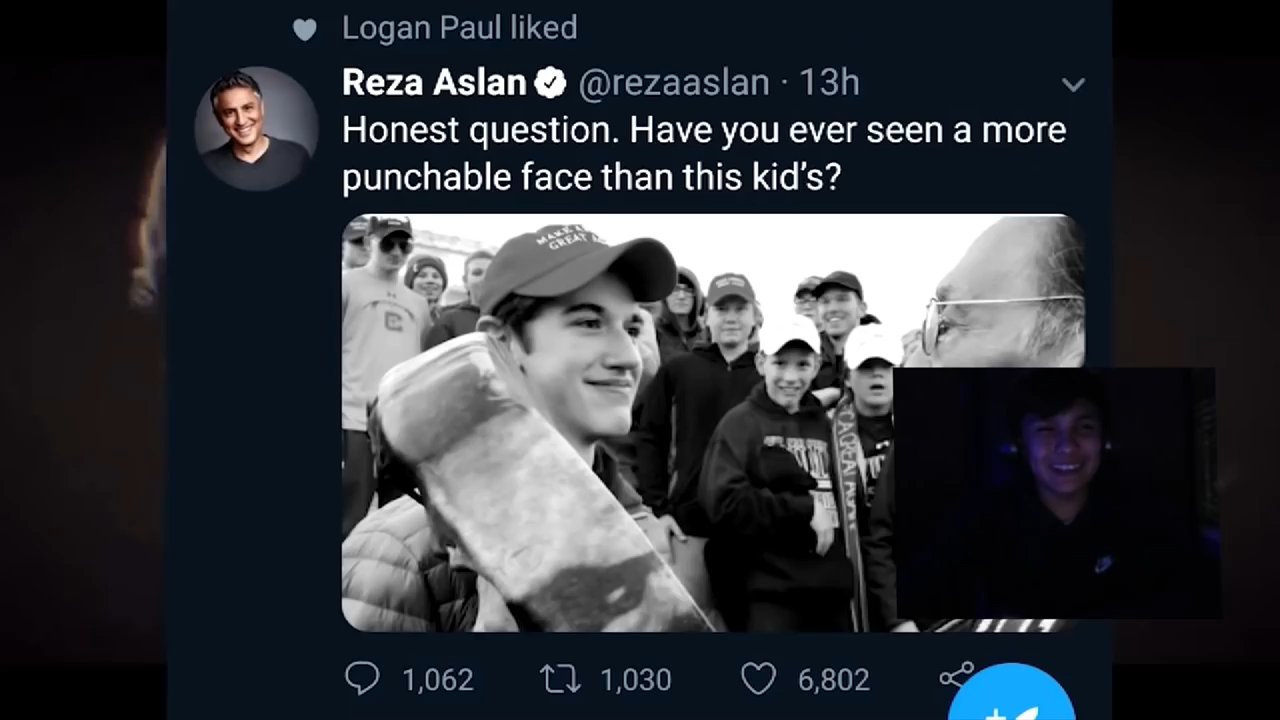 Logan Paul liked
Reza Aslan @rezaaslan · 13h
Honest question. Have you ever seen a more
punchable face than this kid's?
GREAT
1,062 1,030 6,802